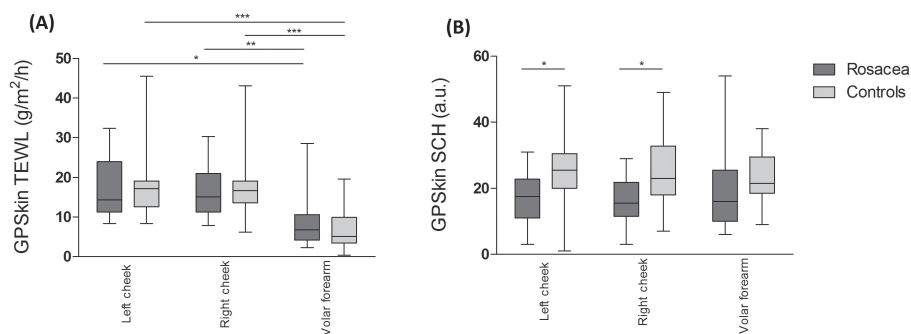 (A)
***
***
**
*
GPSkin TEWL (g/m²/h)
50
40
30
20
10
0
Left cheek
Right cheek
Volar forearm
(B)
*
*
GPSkin SCH (a.u.)
60
40
20
0
Left cheek
Right cheek
Volar forearm
Rosacea
Controls